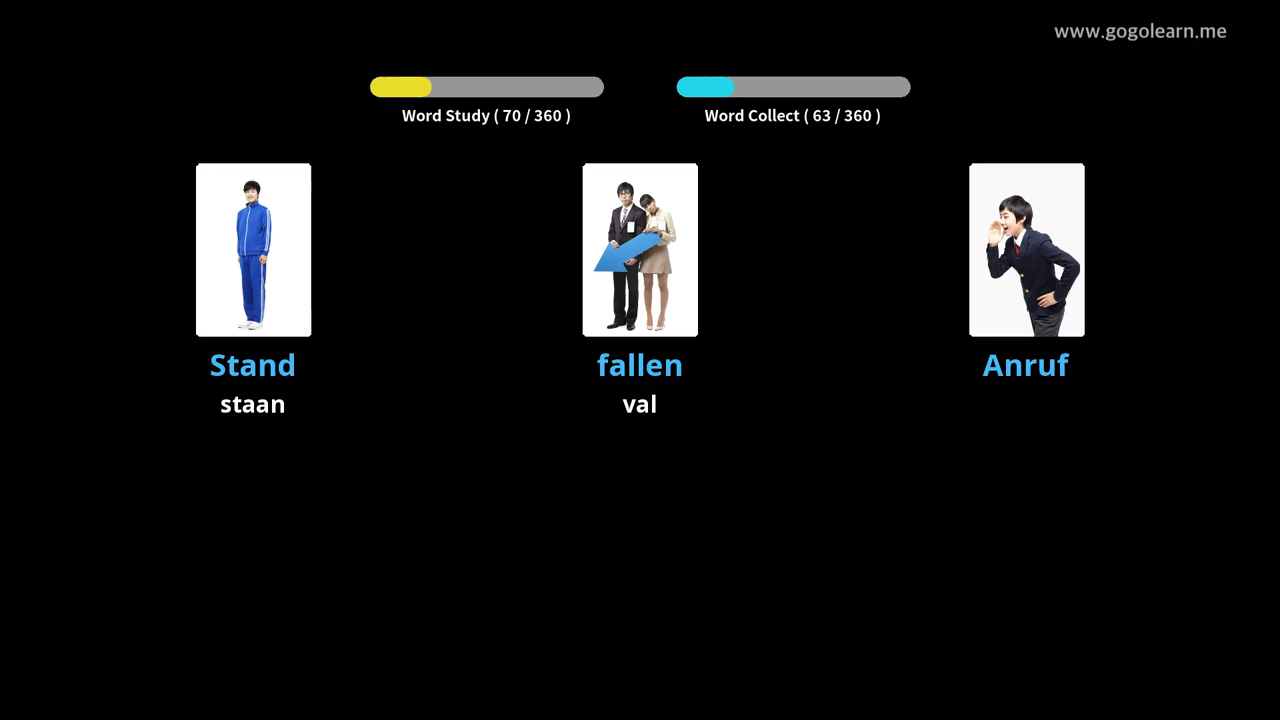 www.gogolearn.me
Word Study ( 70 / 360 )
Word Collect ( 63 / 360 )
Stand
staan
fallen
val
Anruf